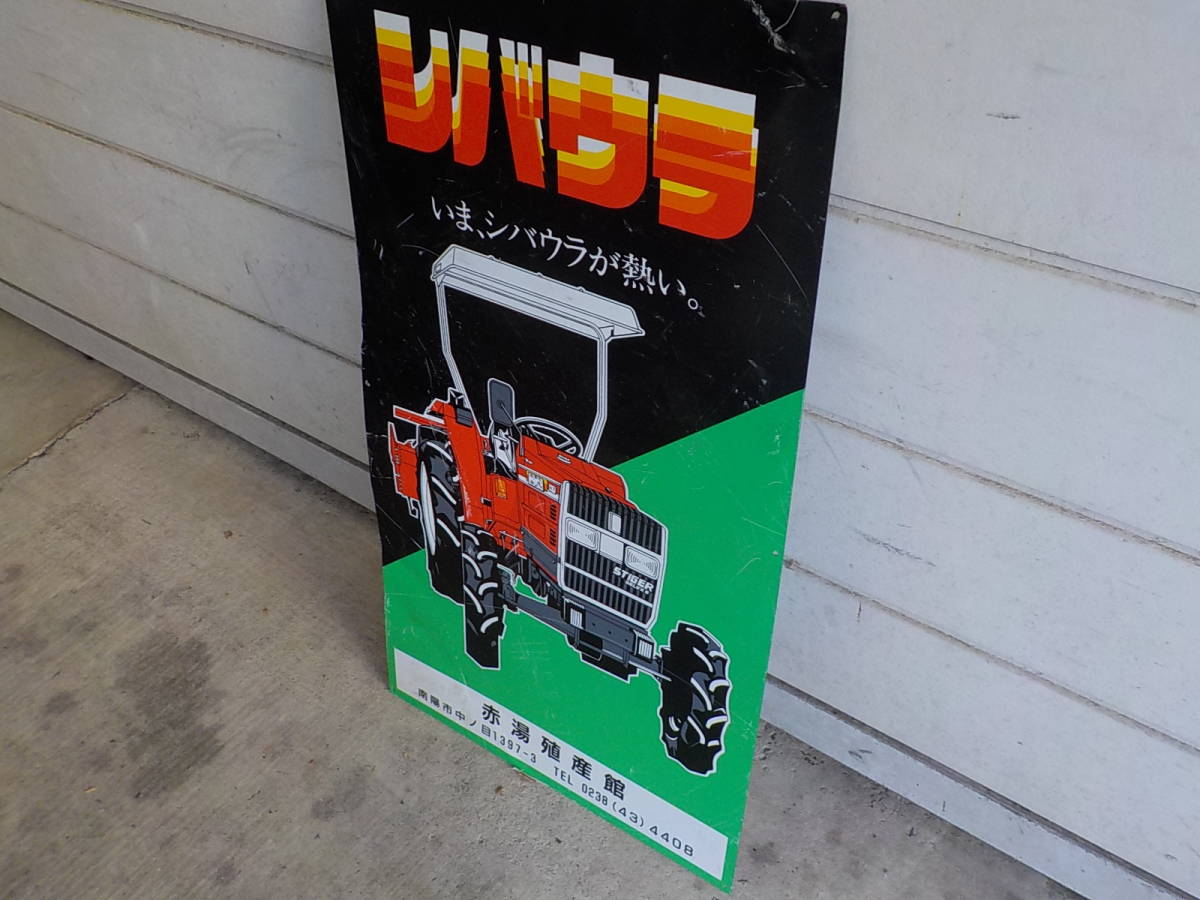 シバウラ
いま、シバウラが熱い。
STIGER
赤湯殖産館
南陽市中ノ目1397-3 TEL 0238(43)4408